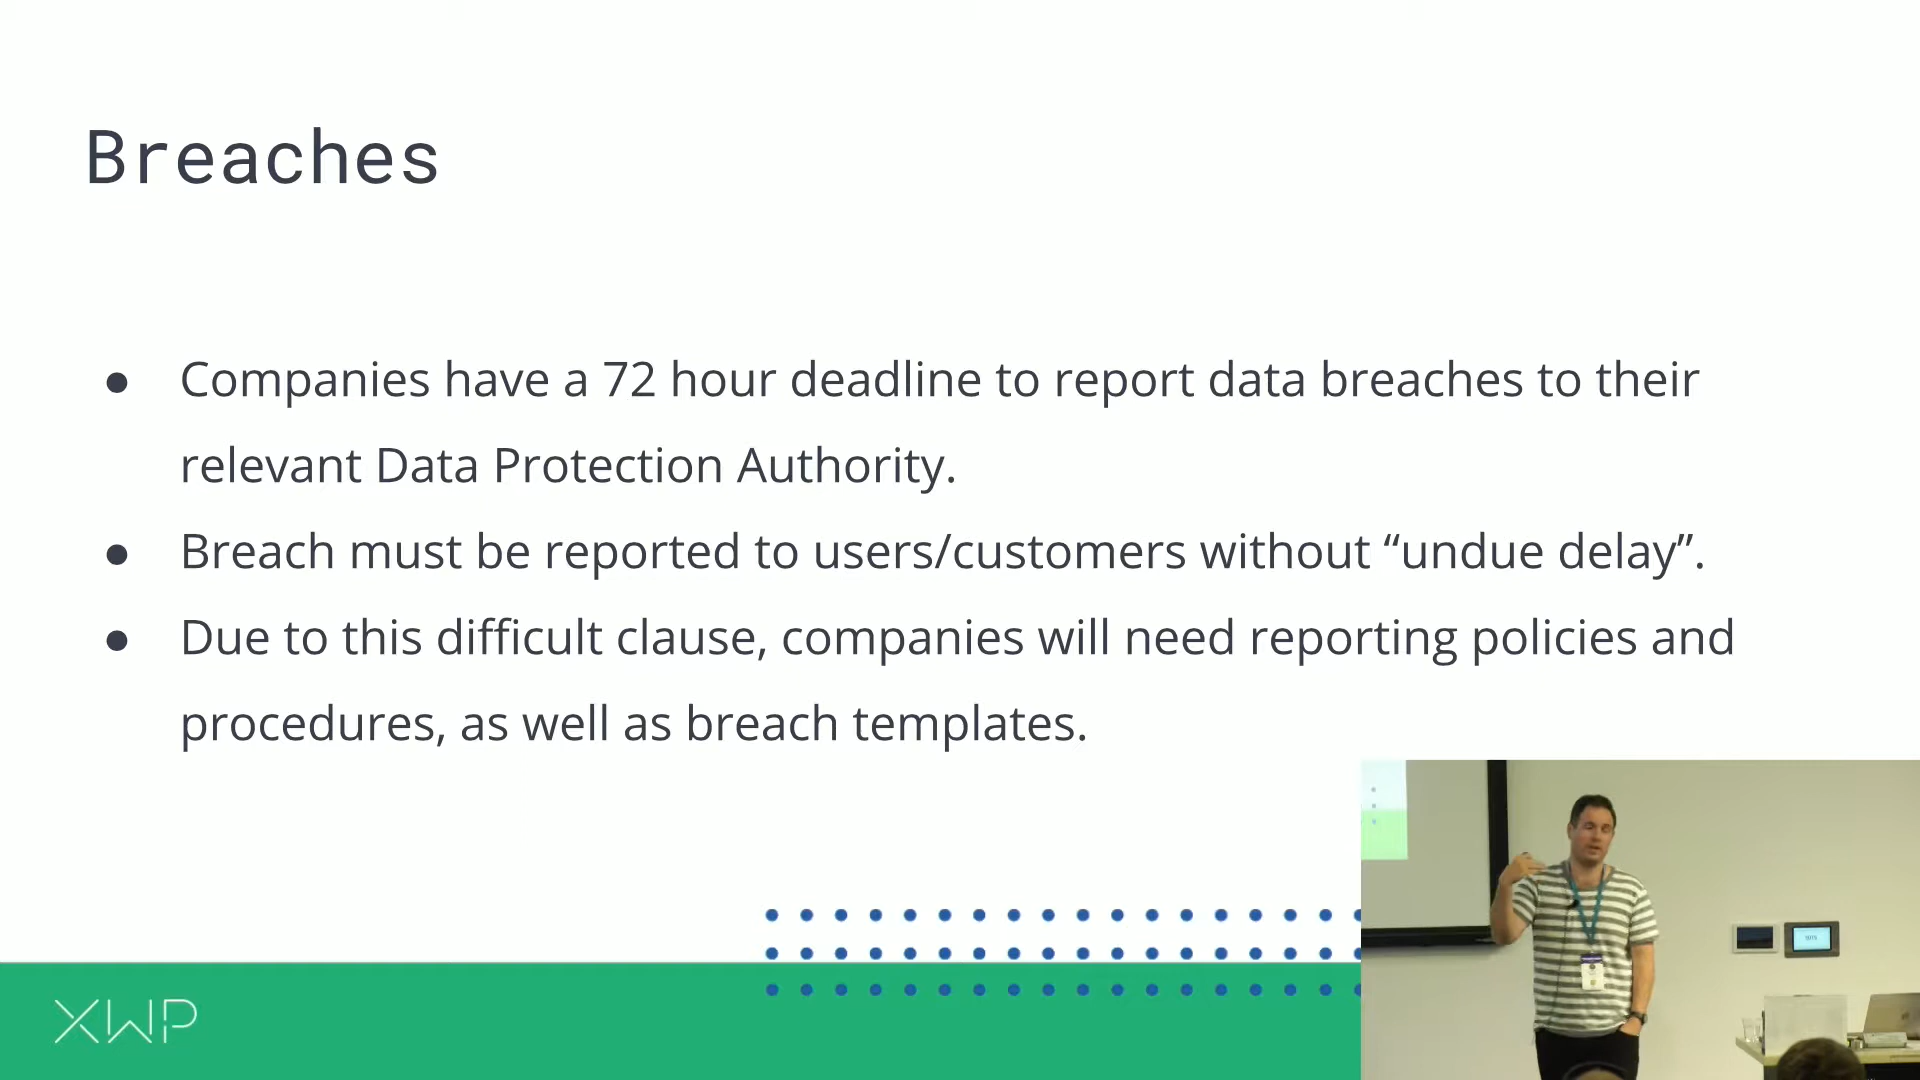 Breaches
● Companies have a 72 hour deadline to report data breaches to their
relevant Data Protection Authority.
● Breach must be reported to users/customers without “undue delay”.
● Due to this difficult clause, companies will need reporting policies and
procedures, as well as breach templates.
XWP